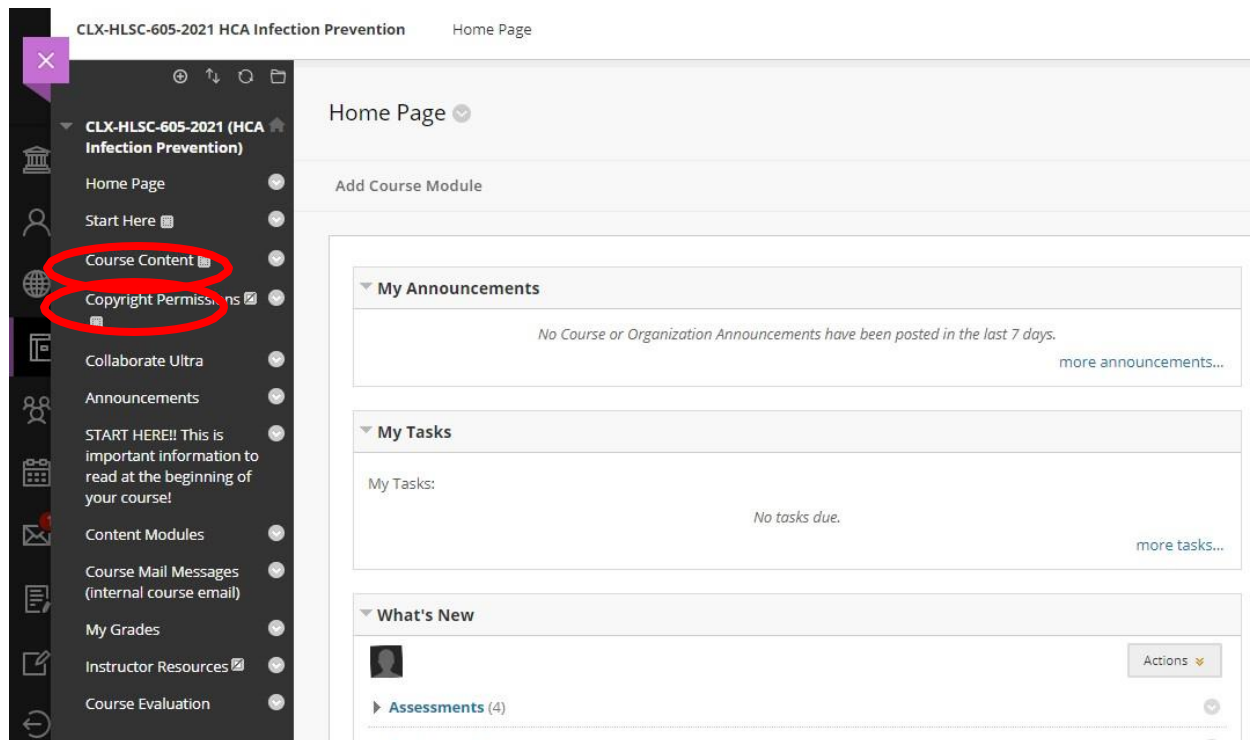 CLX-HLSC-605-2021 HCA Infection Prevention Home Page
CLX-HLSC-605-2021 (HCA
Infection Prevention)
Home Page
Start Here
Course Content
Copyright Permissions
Collaborate Ultra
Announcements
START HERE!! This is
important information to
read at the beginning of
your course!
Content Modules
Course Mail Messages
(internal course email)
My Grades
Instructor Resources
Course Evaluation
Home Page
Add Course Module
My Announcements
No Course or Organization Announcements have been posted in the last 7 days.
more announcements...
My Tasks
My Tasks:
No tasks due.
more tasks...
What's New
Actions
Assessments (4)